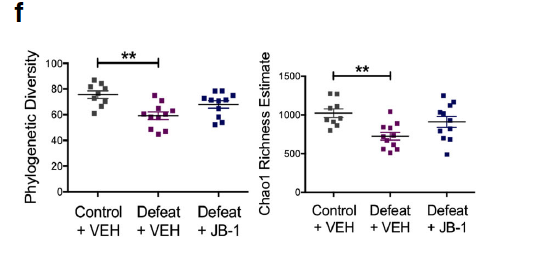 f
Phylogenetic Diversity
100
80
60
40
20
0
**
Control
+ VEH
Defeat
+ VEH
Defeat
+ JB-1
Chao1 Richness Estimate
1500
1000
500
0
**
Control
+ VEH
Defeat
+ VEH
Defeat
+ JB-1